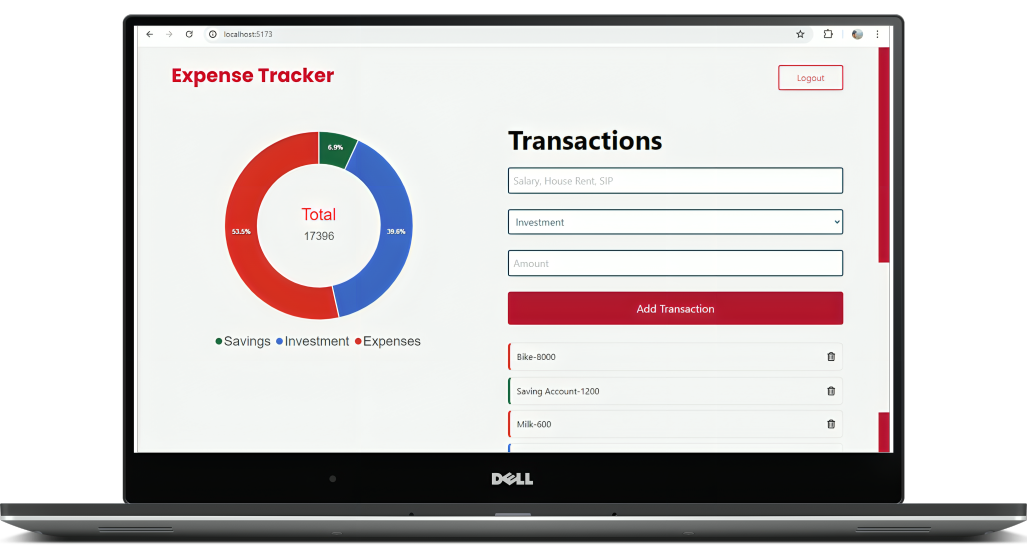 localhost:5173
Expense Tracker
Logout
6.9%
53.5%
39.6%
Total
17396
Savings Investment Expenses
Transactions
Salary, House Rent, SIP
Investment
Amount
Add Transaction
Bike-8000
Saving Account-1200
Milk-600
DELL